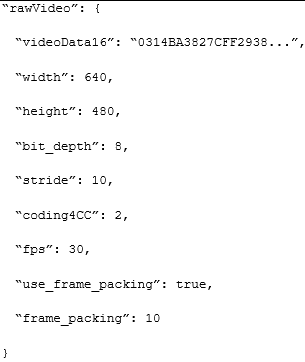 “rawVideo”: {
“videoData16”: “0314BA3827CFF2938...”,
“width”: 640,
“height”: 480,
“bit_depth”: 8,
“stride”: 10,
“coding4CC”: 2,
“fps”: 30,
“use_frame_packing”: true,
“frame_packing”: 10
}